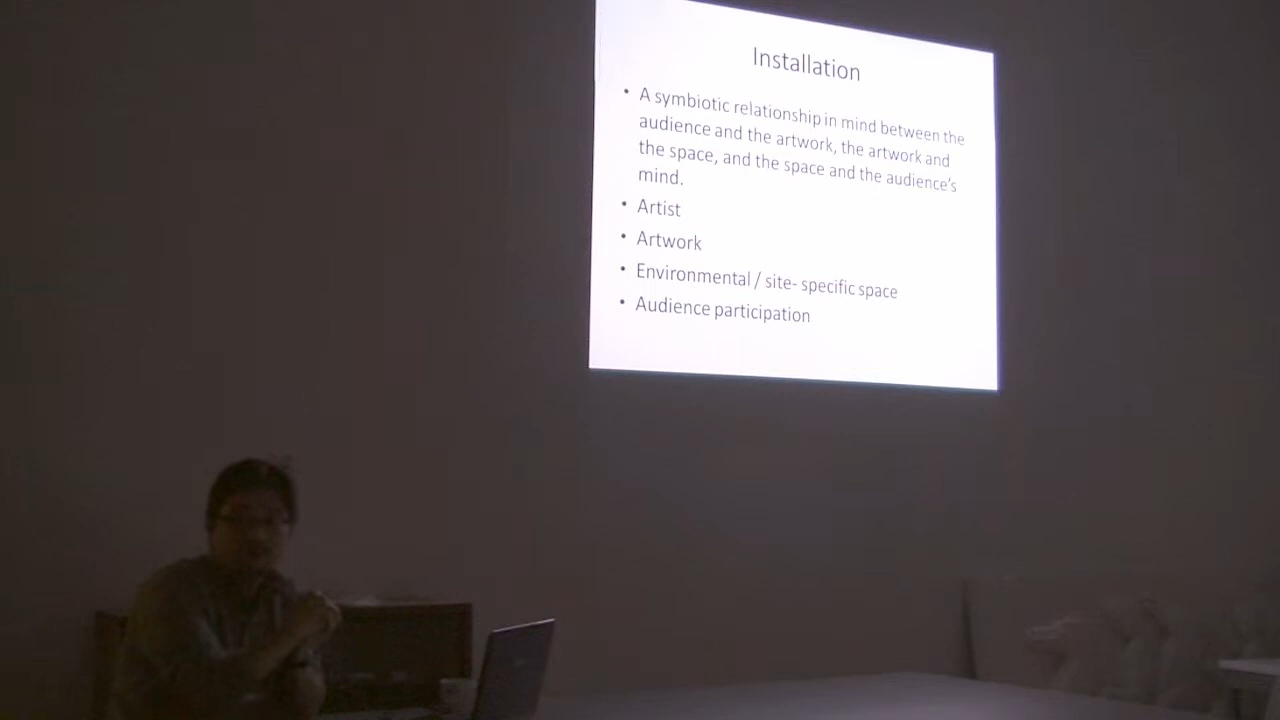 Installation
• A symbiotic relationship in mind between the
audience and the artwork, the artwork and
the space, and the space and the audience's
mind.
• Artist
• Artwork
• Environmental / site- specific space
• Audience participation